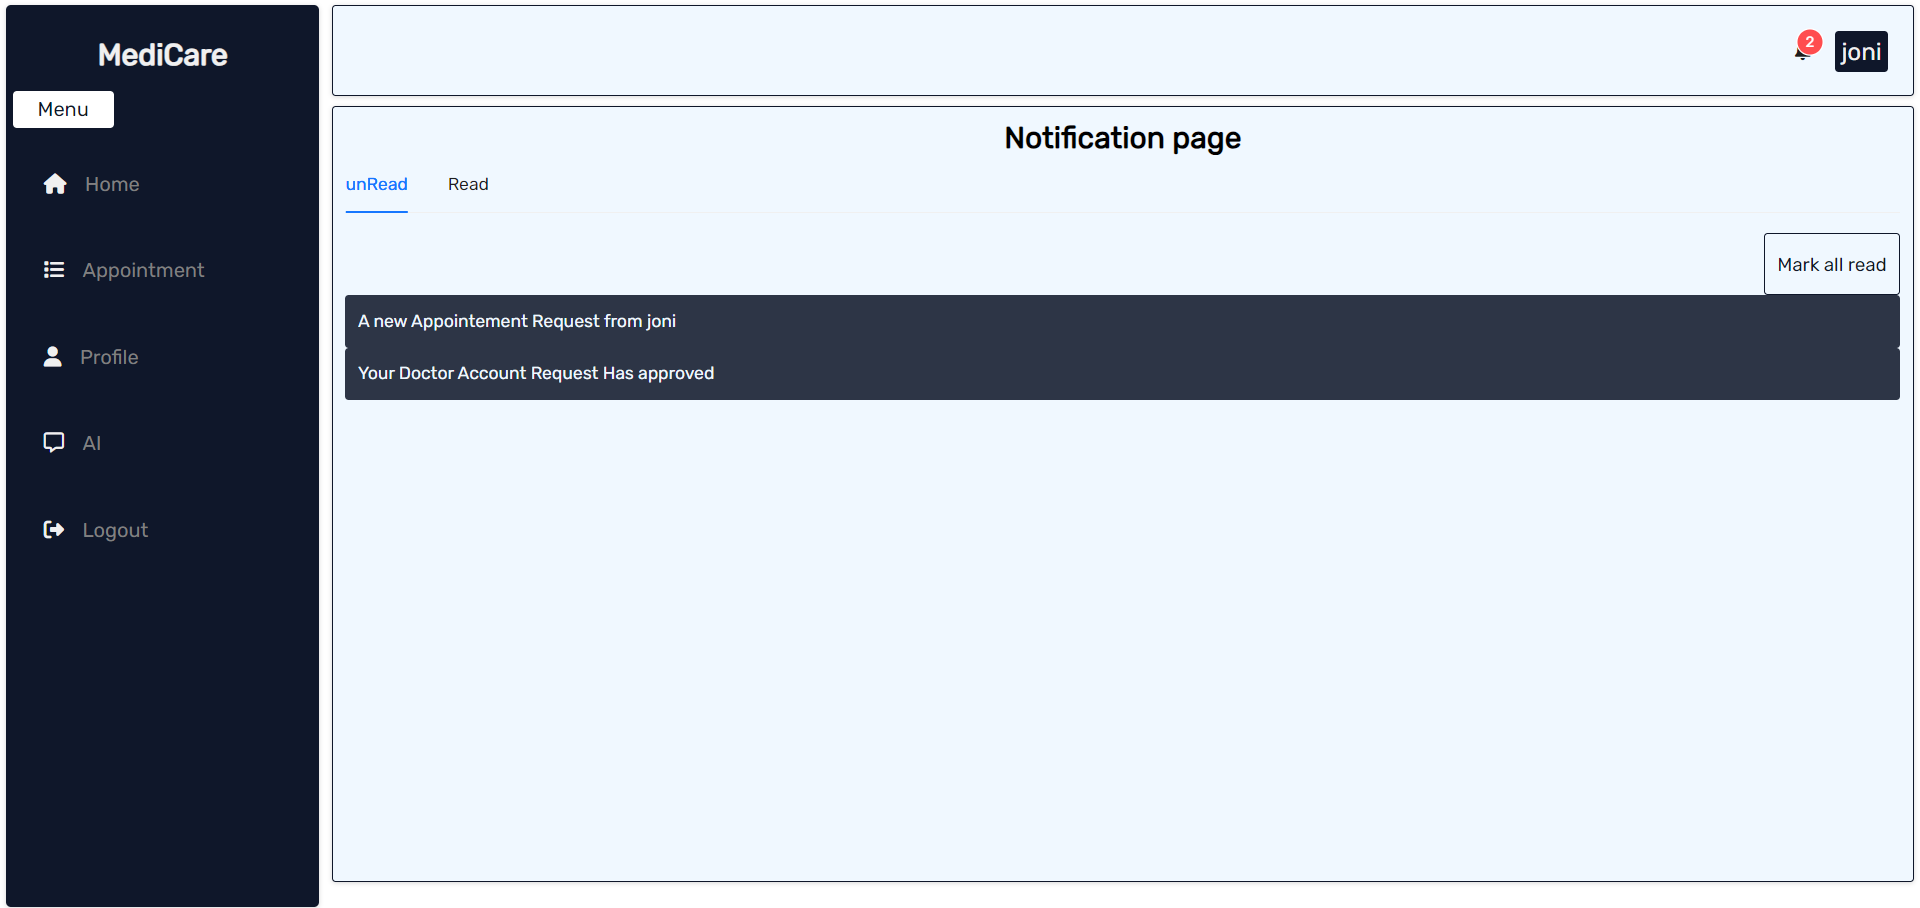 MediCare
Menu
Home
Appointment
Profile
AI
Logout
2
joni
Notification page
unRead
Read
Mark all read
A new Appointement Request from joni
Your Doctor Account Request Has approved